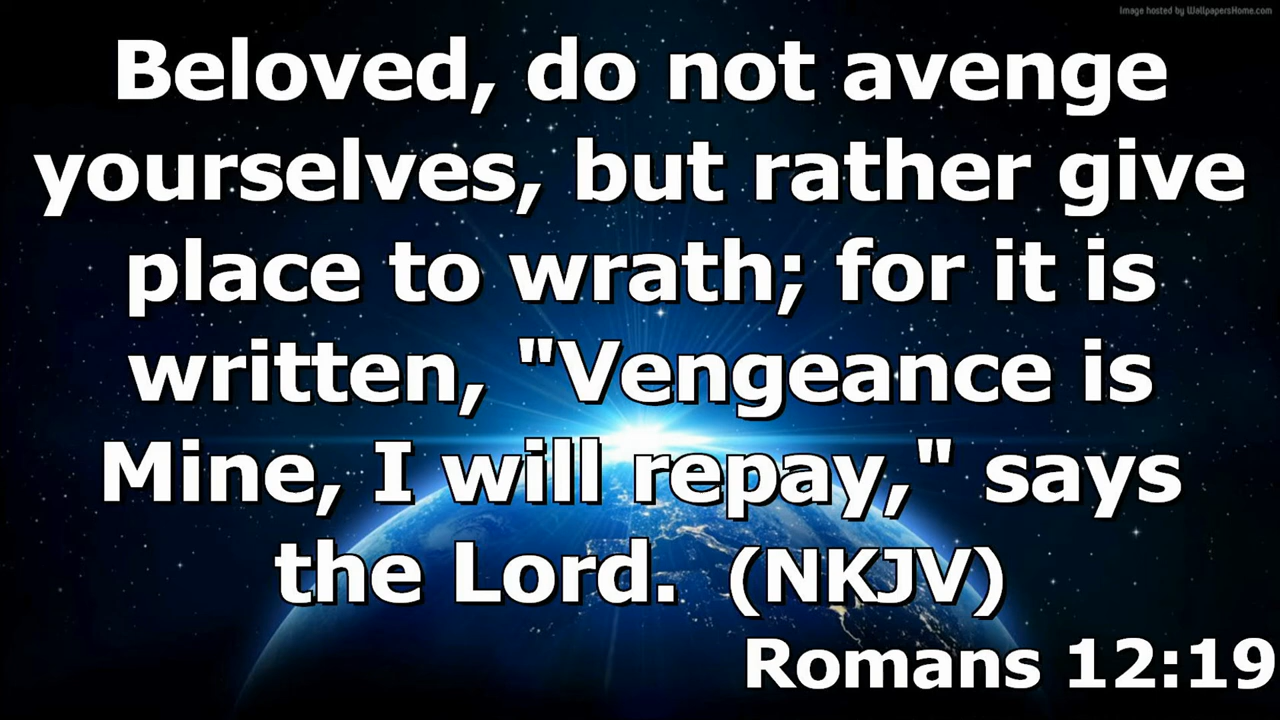 Image hosted by WallpapersHome.com
Beloved, do not avenge
yourselves, but rather give
place to wrath; for it is
written, "Vengeance is
Mine, I will repay," says
the Lord. (NKJV)
Romans 12:19